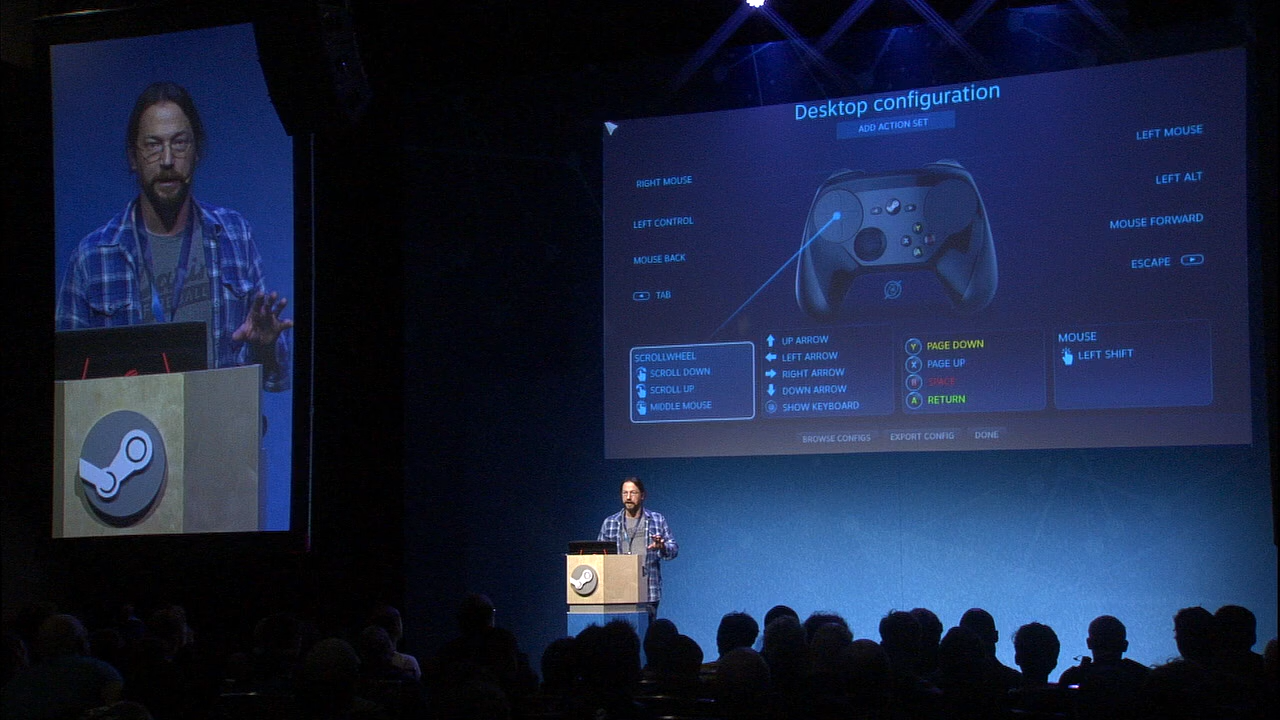 Desktop configuration
ADD ACTION SET
RIGHT MOUSE
LEFT CONTROL
MOUSE BACK
TAB
LEFT MOUSE
LEFT ALT
MOUSE FORWARD
ESCAPE
SCROLLWHEEL
SCROLL DOWN
SCROLL UP
MIDDLE MOUSE
UP ARROW
LEFT ARROW
RIGHT ARROW
DOWN ARROW
SHOW KEYBOARD
Y PAGE DOWN
X PAGE UP
B SPACE
A RETURN
MOUSE
LEFT SHIFT
BROWSE CONFIGS
EXPORT CONFIG
DONE